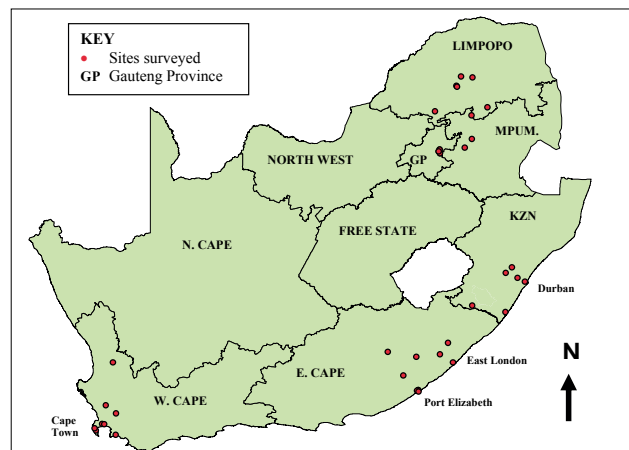 KEY
Sites surveyed
GP Gauteng Province
LIMPOPO
MPUM.
NORTH WEST
GP
KZN
FREE STATE
N. CAPE
Durban
East London
E. CAPE
N
W. CAPE
Port Elizabeth
Cape
Town